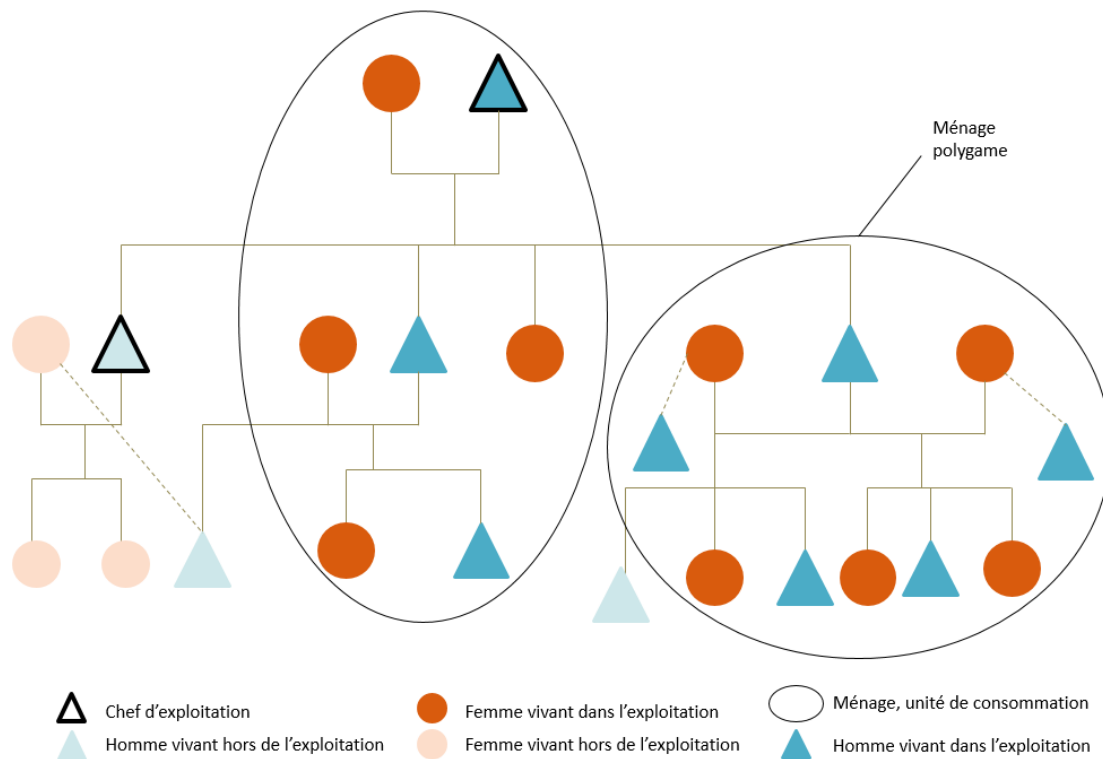 Ménage
polygame
Chef d'exploitation
Femme vivant dans l'exploitation
Ménage, unité de consommation
Homme vivant hors de l'exploitation
Femme vivant hors de l'exploitation
Homme vivant dans l'exploitation